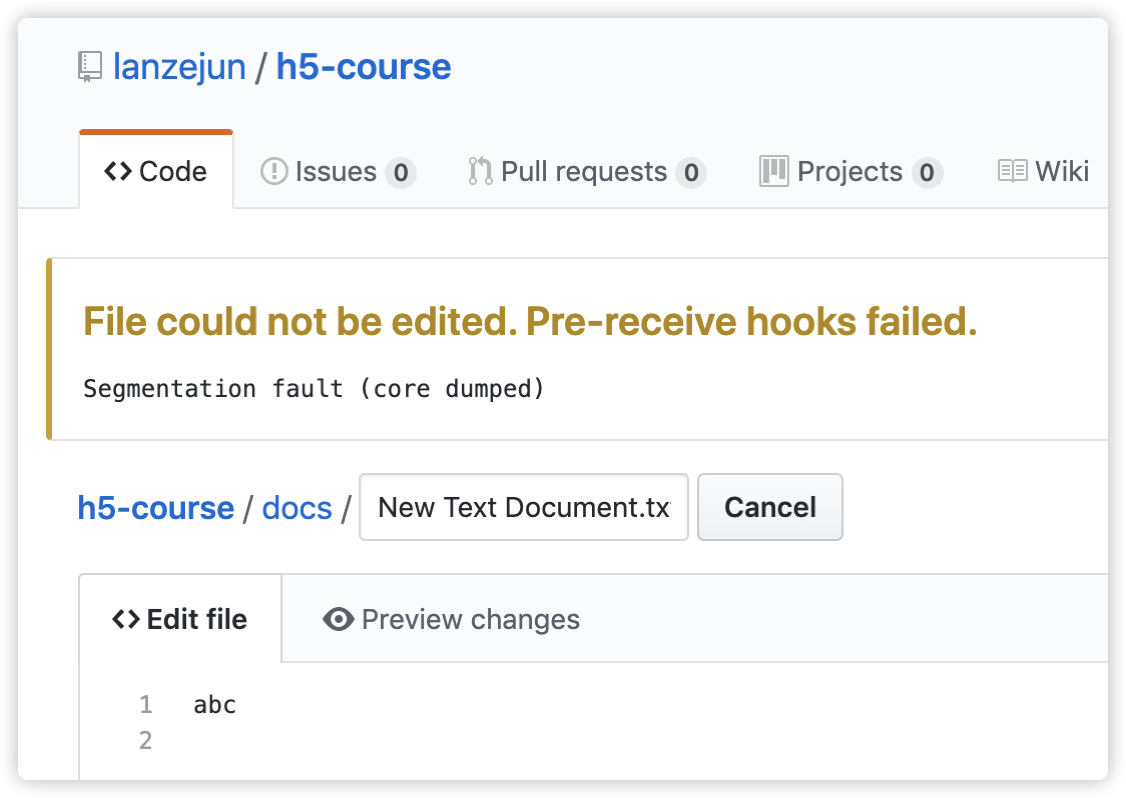 lanzejun / h5-course
Code Issues 0 Pull requests 0 Projects 0 Wiki
File could not be edited. Pre-receive hooks failed.
Segmentation fault (core dumped)
h5-course / docs / New Text Document.tx Cancel
Edit file Preview changes
1 abc
2